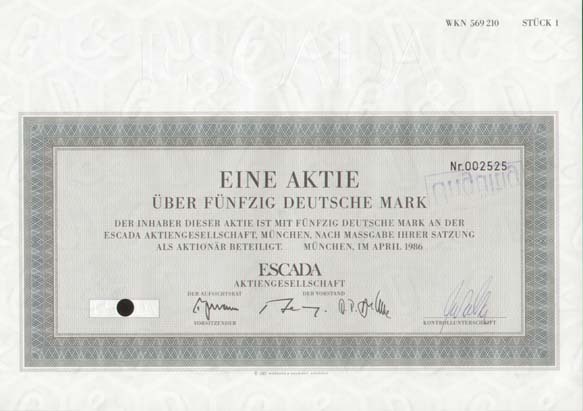 WKN 569 210 STÜCK 1
ESCADA
Nr.002525
EINE AKTIE
ÜBER FÜNFZIG DEUTSCHE MARK
DER INHABER DIESER AKTIE IST MIT FÜNFZIG DEUTSCHE MARK AN DER
ESCADA AKTIENGESELLSCHAFT, MÜNCHEN, NACH MASSGABE IHRER SATZUNG
ALS AKTIONÄR BETEILIGT. MÜNCHEN, IM APRIL 1986
ESCADA
AKTIENGESELLSCHAFT
DER AUFSICHTSRAT DER VORSTAND
VORSITZENDER KONTROLLUNTERSCHRIFT